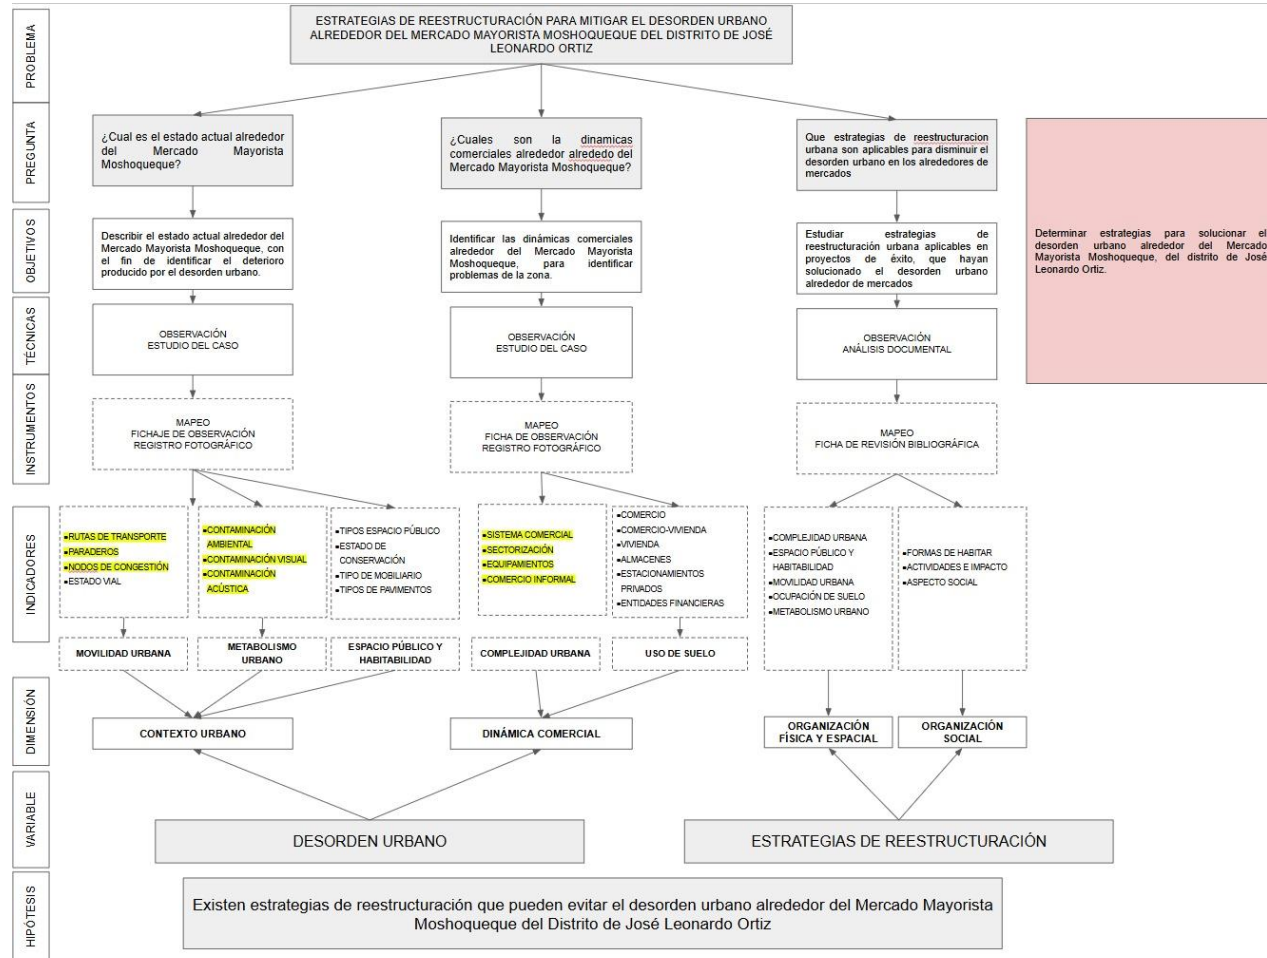 PROBLEMA
ESTRATEGIAS DE REESTRUCTURACIÓN PARA MITIGAR EL DESORDEN URBANO
ALREDEDOR DEL MERCADO MAYORISTA MOSHOQUEQUE DEL DISTRITO DE JOSÉ
LEONARDO ORTIZ
PREGUNTA
¿Cual es el estado actual alrededor
del Mercado Mayorista
Moshoqueque?
¿Cuales son la dinamicas
comerciales alrededor alrededo del
Mercado Mayorista Moshoqueque?
Que estrategias de reestructuracion
urbana son aplicables para disminuir el
desorden urbano en los alrededores de
mercados
OBJETIVOS
Describir el estado actual alrededor del
Mercado Mayorista Moshoqueque, con
el fin de identificar el deterioro
producido por el desorden urbano.
Identificar las dinámicas comerciales
alrededor del Mercado Mayorista
Moshoqueque, para identificar
problemas de la zona.
Estudiar estrategias de
reestructuración urbana aplicables en
proyectos de éxito, que hayan
solucionado el desorden urbano
alrededor de mercados
Determinar estrategias para solucionar el
desorden urbano alrededor del Mercado
Mayorista Moshoqueque, del distrito de José
Leonardo Ortiz.
TÉCNICAS
OBSERVACIÓN
ESTUDIO DEL CASO
OBSERVACIÓN
ESTUDIO DEL CASO
OBSERVACIÓN
ANÁLISIS DOCUMENTAL
INSTRUMENTOS
MAPEO
FICHAJE DE OBSERVACIÓN
REGISTRO FOTOGRÁFICO
MAPEO
FICHA DE OBSERVACIÓN
REGISTRO FOTOGRÁFICO
MAPEO
FICHA DE REVISIÓN BIBLIOGRÁFICA
INDICADORES
▪RUTAS DE TRANSPORTE
▪PARADEROS
▪NODOS DE CONGESTIÓN
▪ESTADO VIAL
▪CONTAMINACIÓN
AMBIENTAL
▪CONTAMINACIÓN VISUAL
▪CONTAMINACIÓN
ACÚSTICA
▪TIPOS ESPACIO PÚBLICO
▪ESTADO DE
CONSERVACIÓN
▪TIPO DE MOBILIARIO
▪TIPOS DE PAVIMENTOS
▪SISTEMA COMERCIAL
▪SECTORIZACIÓN
▪EQUIPAMIENTOS
▪COMERCIO INFORMAL
▪COMERCIO
▪COMERCIO-VIVIENDA
▪VIVIENDA
▪ALMACENES
▪ESTACIONAMIENTOS
PRIVADOS
▪ENTIDADES FINANCIERAS
▪COMPLEJIDAD URBANA
▪ESPACIO PÚBLICO Y
HABITABILIDAD
▪MOVILIDAD URBANA
▪OCUPACIÓN DE SUELO
▪METABOLISMO URBANO
▪FORMAS DE HABITAR
▪ACTIVIDADES E IMPACTO
▪ASPECTO SOCIAL
MOVILIDAD URBANA
METABOLISMO
URBANO
ESPACIO PÚBLICO Y
HABITABILIDAD
COMPLEJIDAD URBANA
USO DE SUELO
DIMENSIÓN
CONTEXTO URBANO
DINÁMICA COMERCIAL
ORGANIZACIÓN
FÍSICA Y ESPACIAL
ORGANIZACIÓN
SOCIAL
VARIABLE
DESORDEN URBANO
ESTRATEGIAS DE REESTRUCTURACIÓN
HIPÓTESIS
Existen estrategias de reestructuración que pueden evitar el desorden urbano alrededor del Mercado Mayorista
Moshoqueque del Distrito de José Leonardo Ortiz